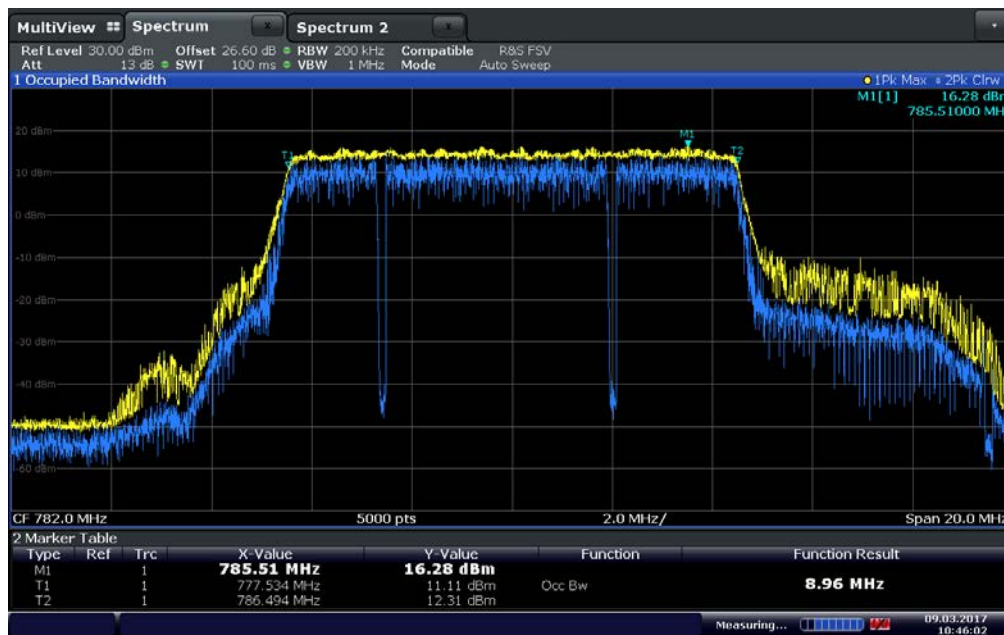 MultiView Spectrum x Spectrum 2 x
Ref Level 30.00 dBm Offset 26.60 dB RBW 200 kHz Compatible R&S FSV
Att 13 dB SWT 100 ms VBW 1 MHz Mode Auto Sweep
1 Occupied Bandwidth 1Pk Max 2Pk Clrw
M1[1] 16.28 dBm
785.51000 MH
20 dBm
M1
T1 T2
10 dBm
0 dBm
-10 dBm
-20 dBm
-30 dBm
-40 dBm
-60 dBm
CF 782.0 MHz 5000 pts 2.0 MHz/ Span 20.0 MHz
2 Marker Table
Type Ref Trc X-Value Y-Value Function Function Result
M1 1 785.51 MHz 16.28 dBm
T1 1 777.534 MHz 11.11 dBm Occ Bw 8.96 MHz
T2 1 786.494 MHz 12.31 dBm
Measuring... 09.03.2017
10:46:02